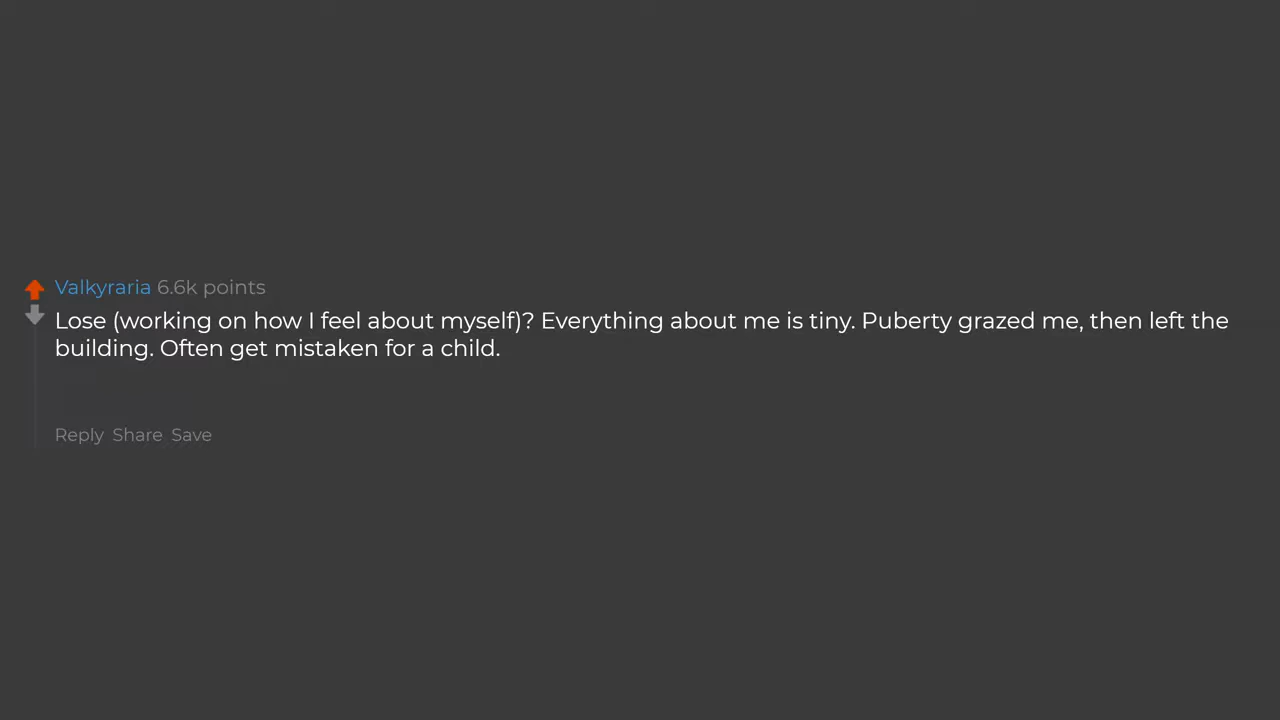 Valkyraria 6.6k points
Lose (working on how I feel about myself)? Everything about me is tiny. Puberty grazed me, then left the
building. Often get mistaken for a child.
Reply Share Save